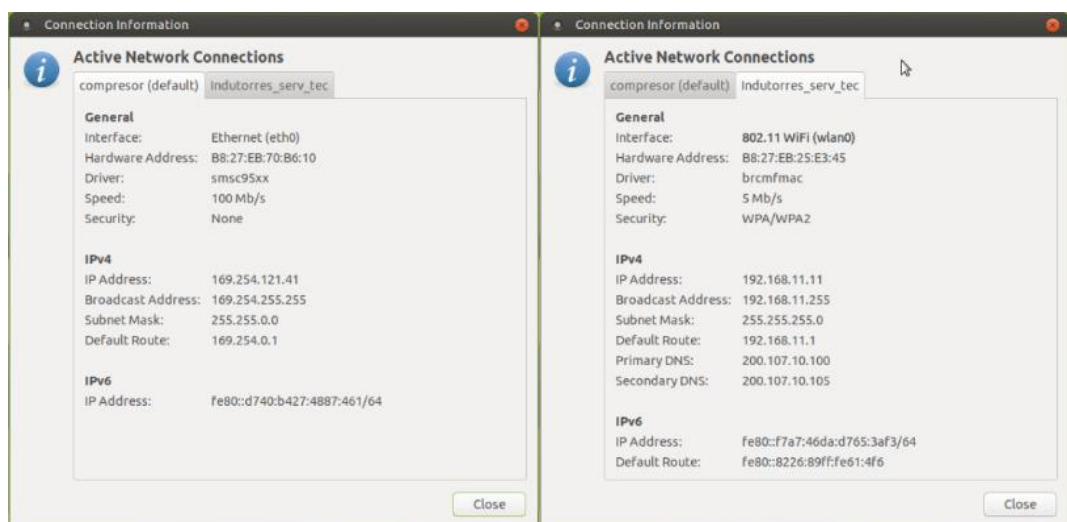 Connection Information
Active Network Connections
compresor (default) Indutorres_serv_tec
General
Interface: Ethernet (eth0)
Hardware Address: B8:27:EB:70:B6:10
Driver: smsc95xx
Speed: 100 Mb/s
Security: None
IPv4
IP Address: 169.254.121.41
Broadcast Address: 169.254.255.255
Subnet Mask: 255.255.0.0
Default Route: 169.254.0.1
IPv6
IP Address: fe80::d740:b427:4887:461/64
Close
Connection Information
Active Network Connections
compresor (default) Indutorres_serv_tec
General
Interface: 802.11 WiFi (wlan0)
Hardware Address: B8:27:EB:25:E3:45
Driver: brcmfmac
Speed: 5 Mb/s
Security: WPA/WPA2
IPv4
IP Address: 192.168.11.11
Broadcast Address: 192.168.11.255
Subnet Mask: 255.255.255.0
Default Route: 192.168.11.1
Primary DNS: 200.107.10.100
Secondary DNS: 200.107.10.105
IPv6
IP Address: fe80::f7a7:46da:d765:3af3/64
Default Route: fe80::8226:89ff:fe61:4f6
Close